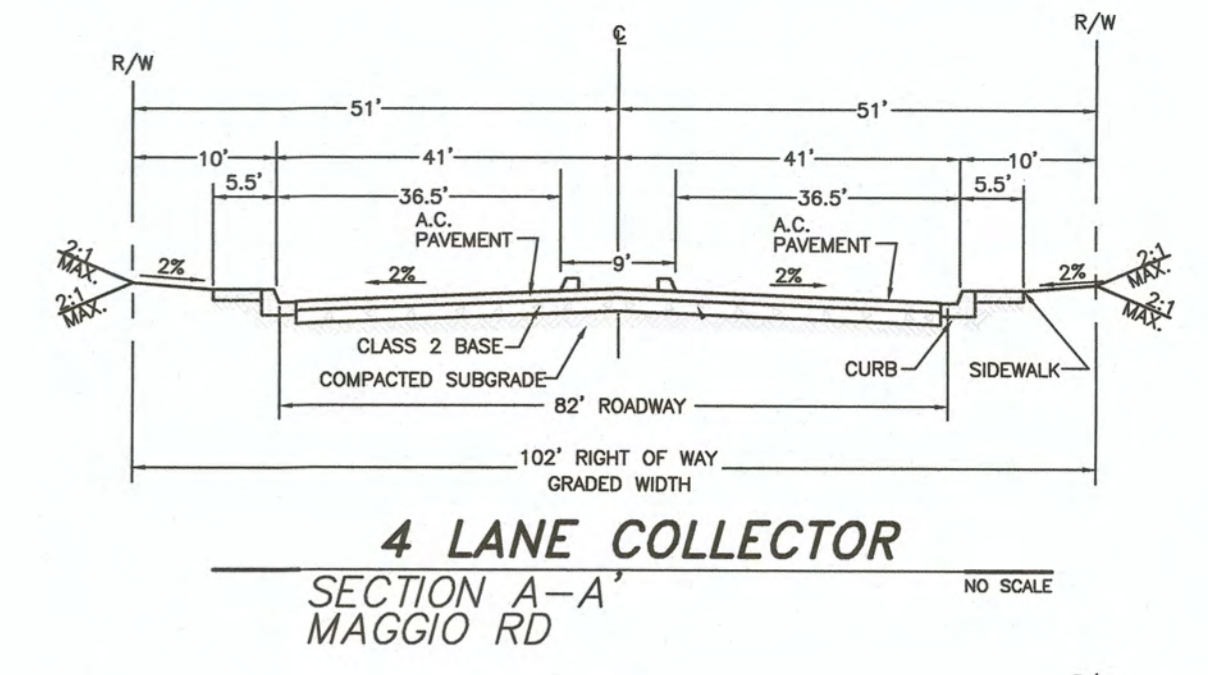 R/W
℄
R/W
51'
51'
10'
41'
41'
10'
5.5'
36.5'
36.5'
5.5'
A.C.
PAVEMENT
A.C.
PAVEMENT
9'
2:1
MAX.
2%
2%
2%
2%
2:1
MAX.
2:1
MAX.
2:1
MAX.
CLASS 2 BASE
CURB
SIDEWALK
COMPACTED SUBGRADE
82' ROADWAY
102' RIGHT OF WAY
GRADED WIDTH
4 LANE COLLECTOR
NO SCALE
SECTION A-A'
MAGGIO RD